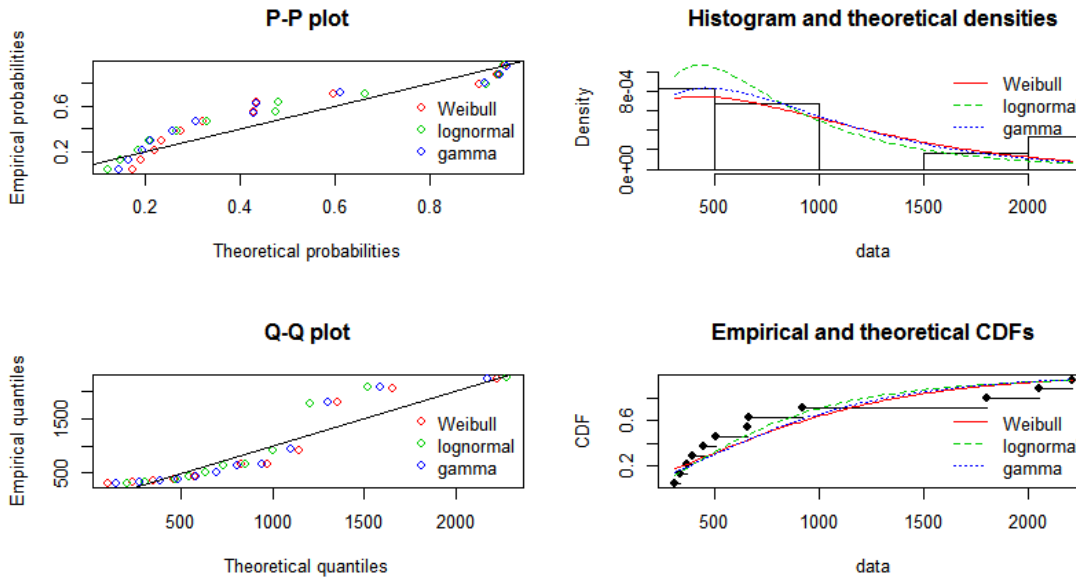 P-P plot
Empirical probabilities
0.2
0.6
Weibull
lognormal
gamma
0.2
0.4
0.6
0.8
Theoretical probabilities
Histogram and theoretical densities
Density
0e+00
8e-04
Weibull
lognormal
gamma
500
1000
1500
2000
data
Q-Q plot
Empirical quantiles
500
1500
Weibull
lognormal
gamma
500
1000
1500
2000
Theoretical quantiles
Empirical and theoretical CDFs
CDF
0.2
0.6
Weibull
lognormal
gamma
500
1000
1500
2000
data